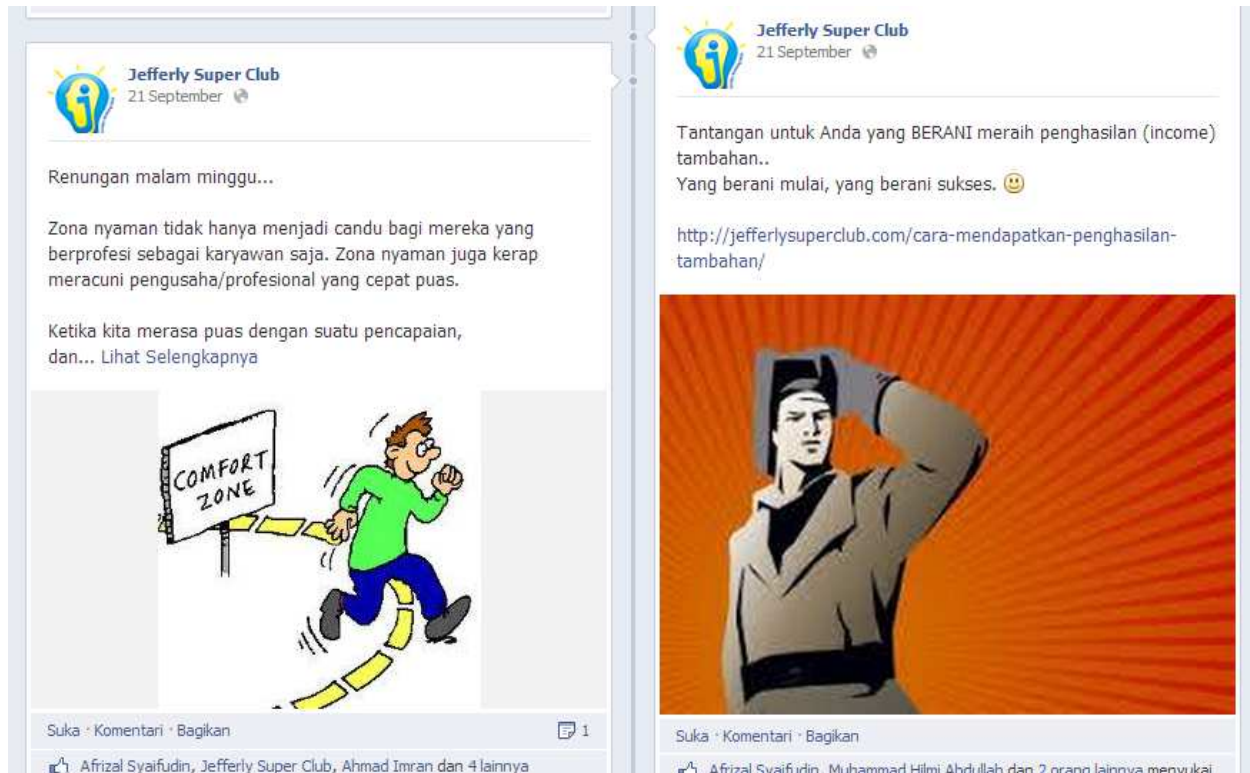 Jefferly Super Club
21 September
Renungan malam minggu...
Zona nyaman tidak hanya menjadi candu bagi mereka yang
berprofesi sebagai karyawan saja. Zona nyaman juga kerap
meracuni pengusaha/profesional yang cepat puas.
Ketika kita merasa puas dengan suatu pencapaian,
dan... Lihat Selengkapnya
COMFORT
ZONE
Suka · Komentari · Bagikan
1
Afrizal Syaifudin, Jefferly Super Club, Ahmad Imran dan 4 lainnya
Jefferly Super Club
21 September
Tantangan untuk Anda yang BERANI meraih penghasilan (income)
tambahan..
Yang berani mulai, yang berani sukses.
http://jefferlysuperclub.com/cara-mendapatkan-penghasilan-
tambahan/
Suka · Komentari · Bagikan
Afrizal Syaifudin, Muhammad Hilmi Abdullah dan 2 orang lainnya menyukai